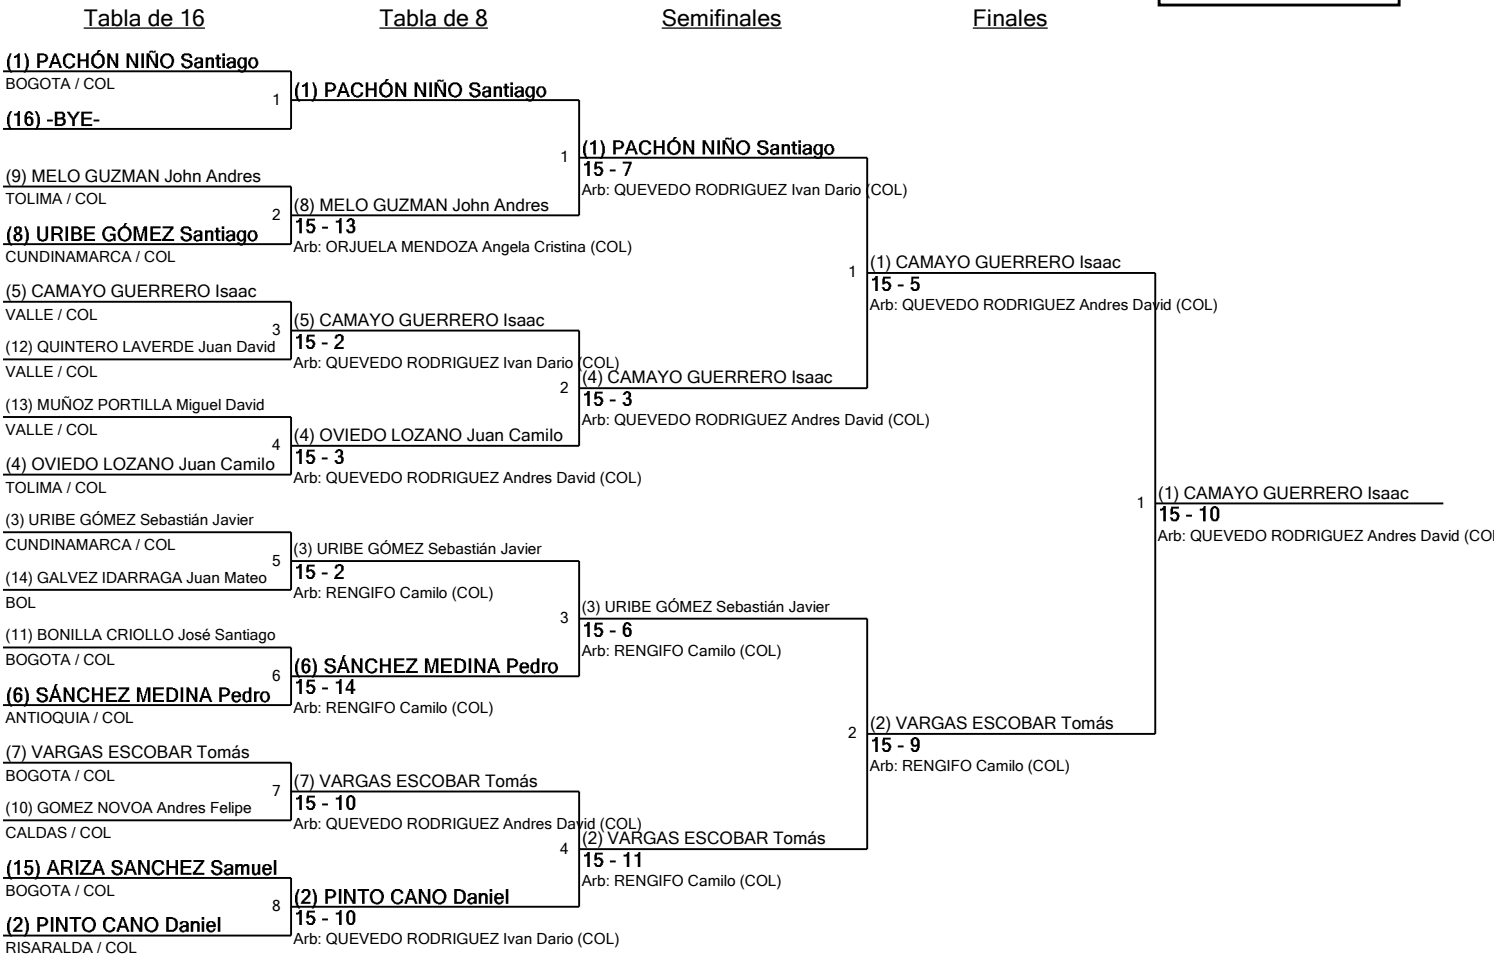 Tabla de 16
Tabla de 8
Semifinales
Finales
(1) PACHÓN NIÑO Santiago
BOGOTA / COL
1
(16) -BYE-
(9) MELO GUZMAN John Andres
TOLIMA / COL
2
(8) URIBE GÓMEZ Santiago
CUNDINAMARCA / COL
(5) CAMAYO GUERRERO Isaac
VALLE / COL
3
(12) QUINTERO LAVERDE Juan David
VALLE / COL
(13) MUÑOZ PORTILLA Miguel David
VALLE / COL
4
(4) OVIEDO LOZANO Juan Camilo
TOLIMA / COL
(3) URIBE GÓMEZ Sebastián Javier
CUNDINAMARCA / COL
5
(14) GALVEZ IDARRAGA Juan Mateo
BOL
(11) BONILLA CRIOLLO José Santiago
BOGOTA / COL
6
(6) SÁNCHEZ MEDINA Pedro
ANTIOQUIA / COL
(7) VARGAS ESCOBAR Tomás
BOGOTA / COL
7
(10) GOMEZ NOVOA Andres Felipe
CALDAS / COL
(15) ARIZA SANCHEZ Samuel
BOGOTA / COL
8
(2) PINTO CANO Daniel
RISARALDA / COL
(1) PACHÓN NIÑO Santiago
1
(8) MELO GUZMAN John Andres
15 - 13
Arb: ORJUELA MENDOZA Angela Cristina (COL)
(5) CAMAYO GUERRERO Isaac
15 - 2
Arb: QUEVEDO RODRIGUEZ Ivan Dario (COL)
2
(4) OVIEDO LOZANO Juan Camilo
15 - 3
Arb: QUEVEDO RODRIGUEZ Andres David (COL)
(3) URIBE GÓMEZ Sebastián Javier
15 - 2
Arb: RENGIFO Camilo (COL)
3
(6) SÁNCHEZ MEDINA Pedro
15 - 14
Arb: RENGIFO Camilo (COL)
(7) VARGAS ESCOBAR Tomás
15 - 10
Arb: QUEVEDO RODRIGUEZ Andres David (COL)
4
(2) PINTO CANO Daniel
15 - 10
Arb: QUEVEDO RODRIGUEZ Ivan Dario (COL)
(1) PACHÓN NIÑO Santiago
15 - 7
Arb: QUEVEDO RODRIGUEZ Ivan Dario (COL)
1
(4) CAMAYO GUERRERO Isaac
15 - 3
Arb: QUEVEDO RODRIGUEZ Andres David (COL)
(3) URIBE GÓMEZ Sebastián Javier
15 - 6
Arb: RENGIFO Camilo (COL)
2
(2) VARGAS ESCOBAR Tomás
15 - 11
Arb: RENGIFO Camilo (COL)
(1) CAMAYO GUERRERO Isaac
15 - 5
Arb: QUEVEDO RODRIGUEZ Andres David (COL)
1
(2) VARGAS ESCOBAR Tomás
15 - 9
Arb: RENGIFO Camilo (COL)
(1) CAMAYO GUERRERO Isaac
15 - 10
Arb: QUEVEDO RODRIGUEZ Andres David (COL